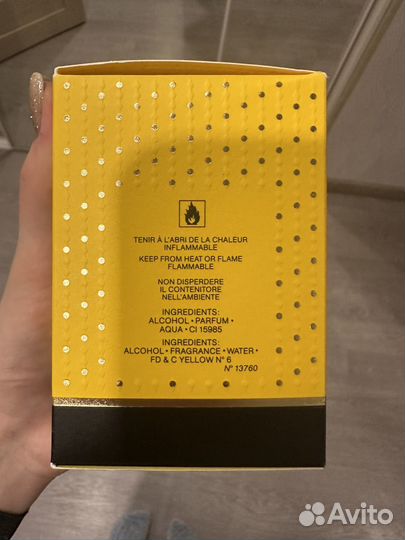 TENIR À L'ABRI DE LA CHALEUR
INFLAMMABLE
KEEP FROM HEAT OR FLAME
FLAMMABLE
NON DISPERDERE
IL CONTENITORE
NELL'AMBIENTE
INGREDIENTS:
ALCOHOL • PARFUM •
AQUA • CI 15985
INGREDIENTS:
ALCOHOL • FRAGRANCE • WATER •
FD & C YELLOW N° 6
N° 13760
Avito